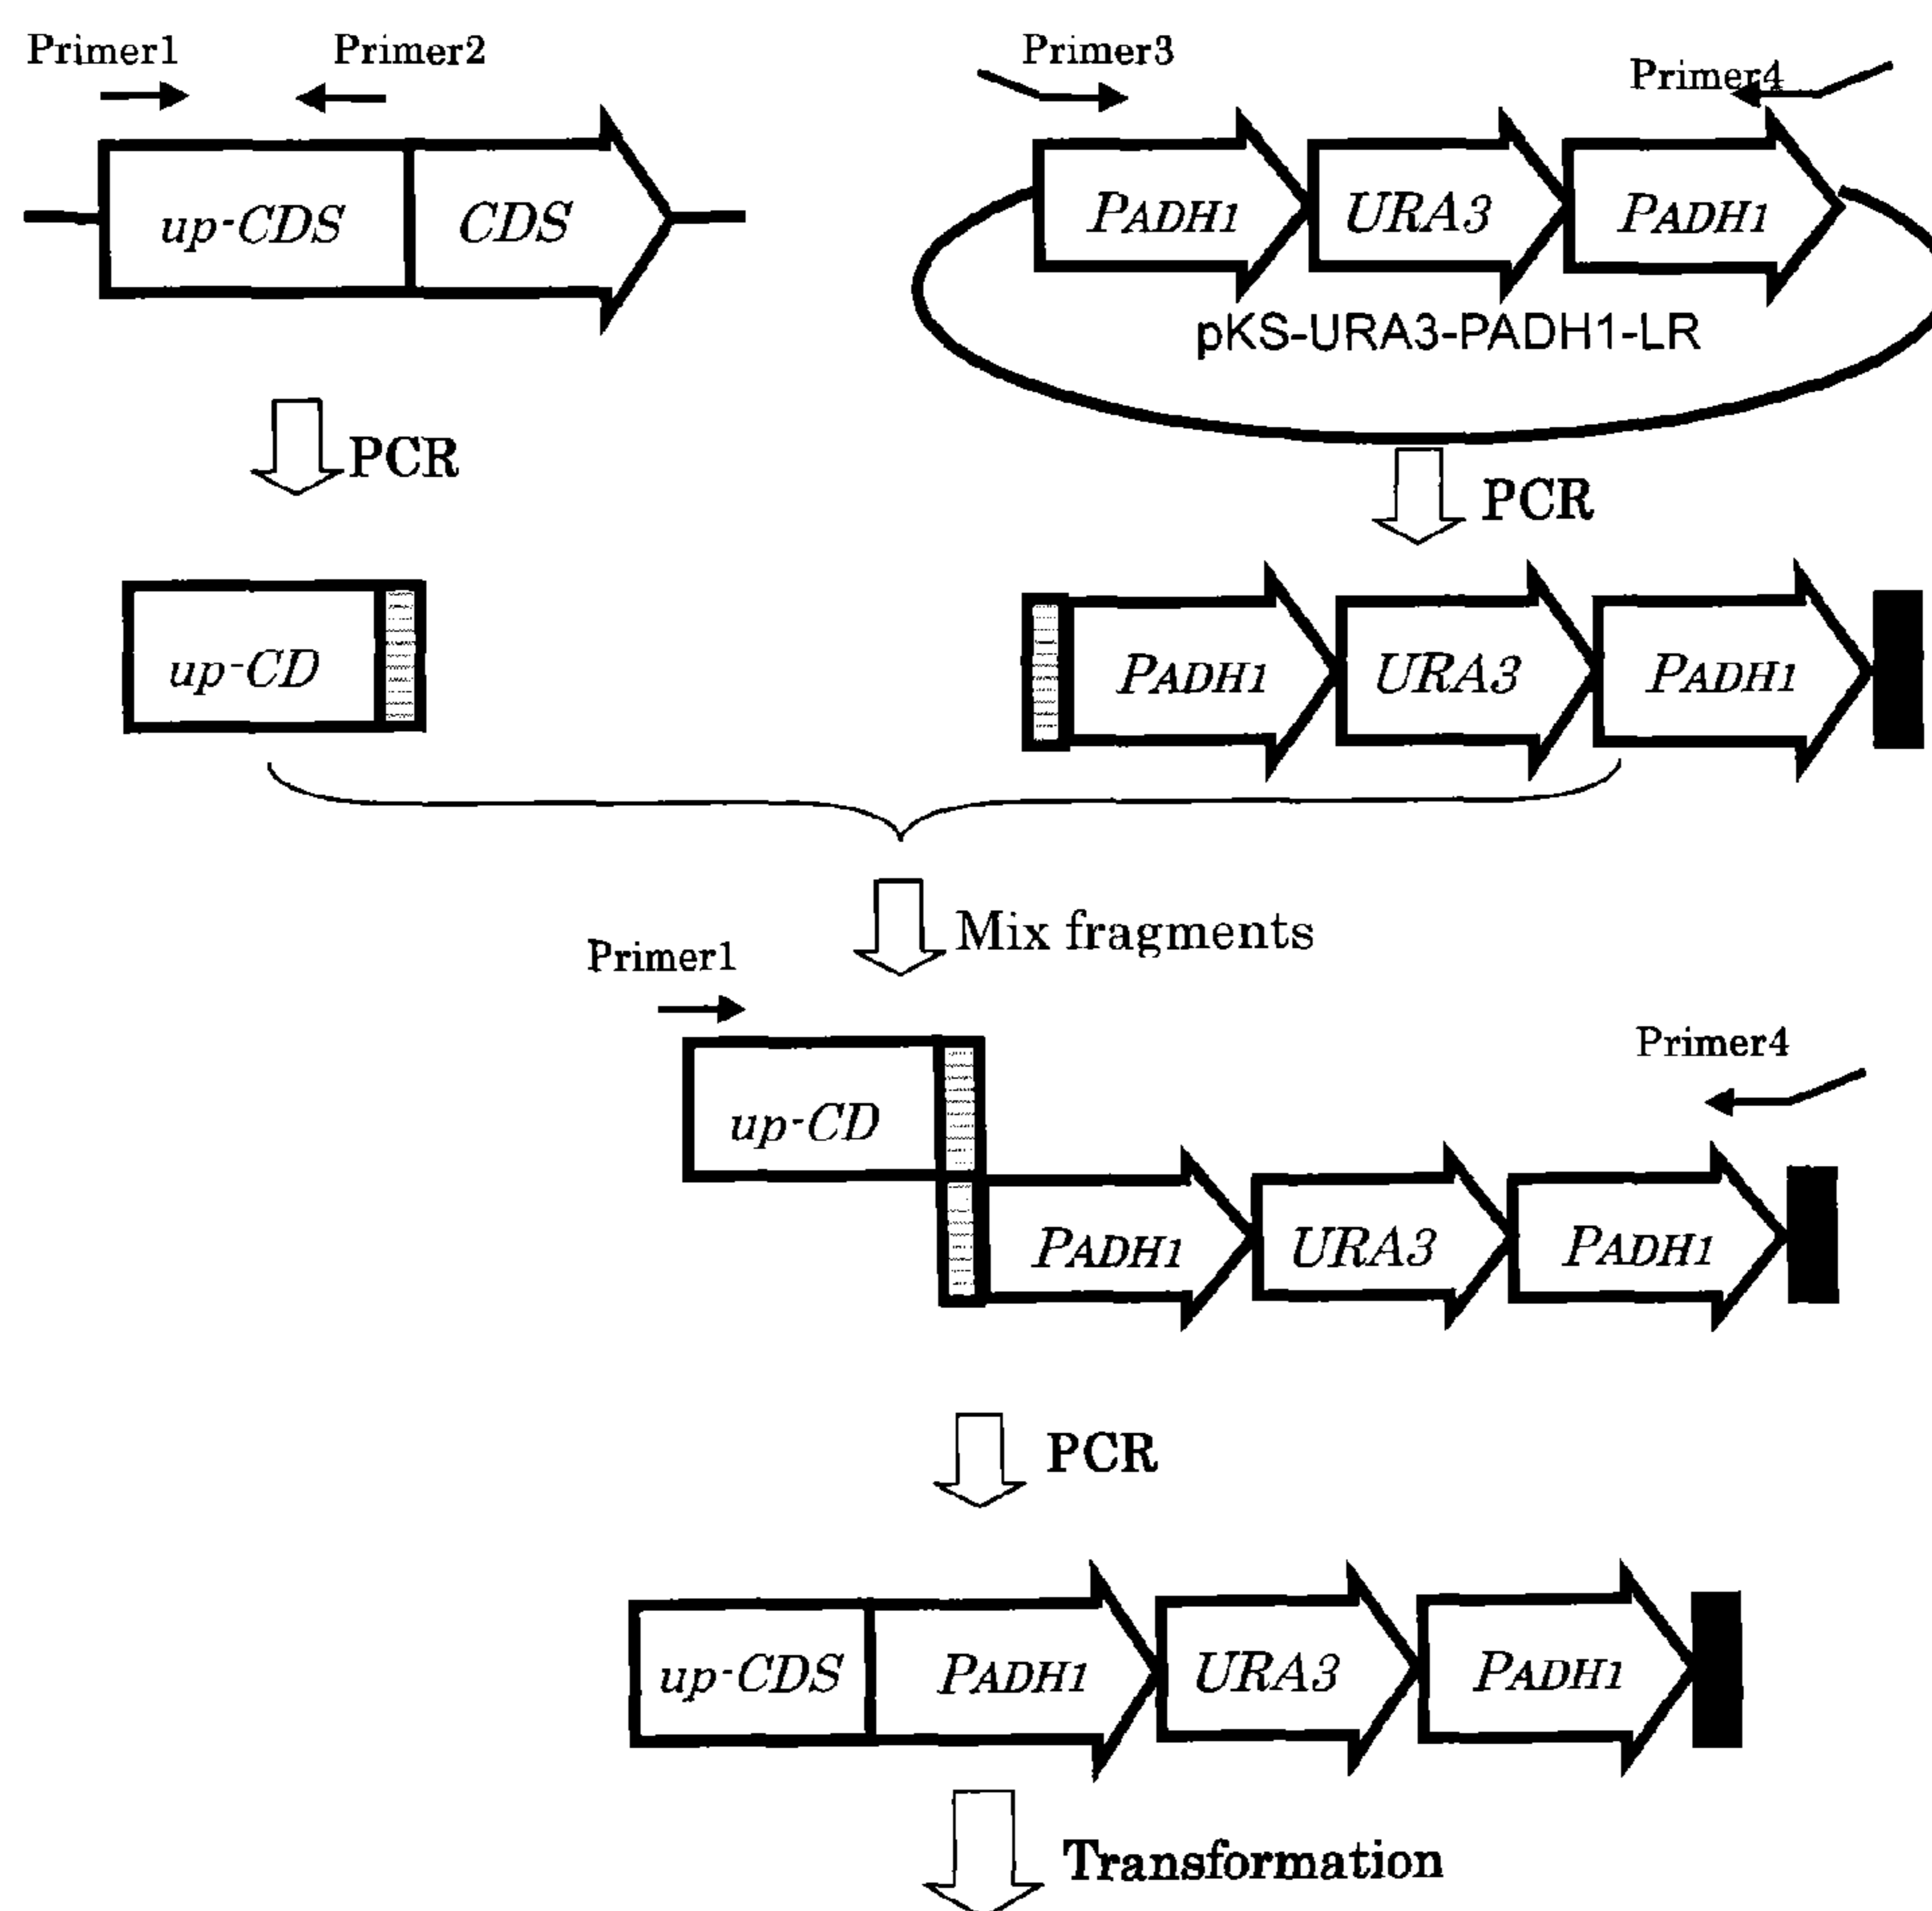 Primer1 Primer2 Primer3 Primer4
up-CDS CDS PADH1 URA3 PADH1
pKS-URA3-PADH1-LR
PCR PCR
up-CD PADH1 URA3 PADH1
Mix fragments
Primer1 Primer4
up-CD
PADH1 URA3 PADH1
PCR
up-CDS PADH1 URA3 PADH1
Transformation